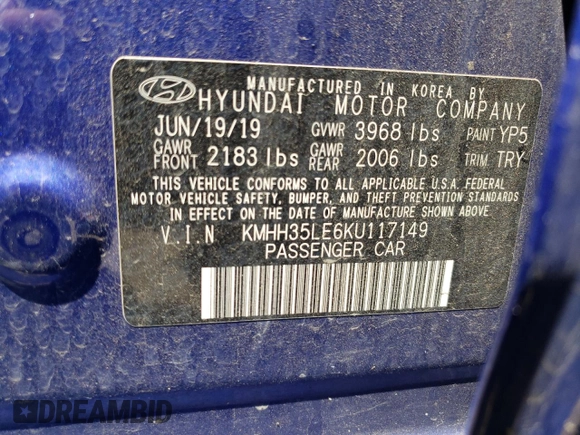 MANUFACTURED IN KOREA BY
HYUNDAI MOTOR COMPANY
JUN/19/19 GVWR 3968 lbs PAINT YP5
GAWR FRONT 2183 lbs GAWR REAR 2006 lbs TRIM TRY
THIS VEHICLE CONFORMS TO ALL APPLICABLE U.S.A. FEDERAL
MOTOR VEHICLE SAFETY, BUMPER, AND THEFT PREVENTION STANDARDS
IN EFFECT ON THE DATE OF MANUFACTURE SHOWN ABOVE.
V.I.N KMHH35LE6KU117149
PASSENGER CAR
DREAMBID